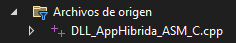 Archivos de origen
DLL_AppHibrida_ASM_C.cpp